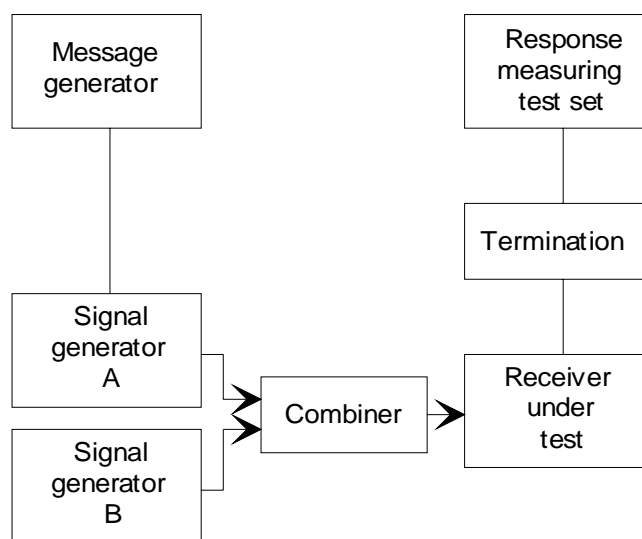 Message
generator
Response
measuring
test set
Termination
Signal
generator
A
Combiner
Receiver
under
test
Signal
generator
B